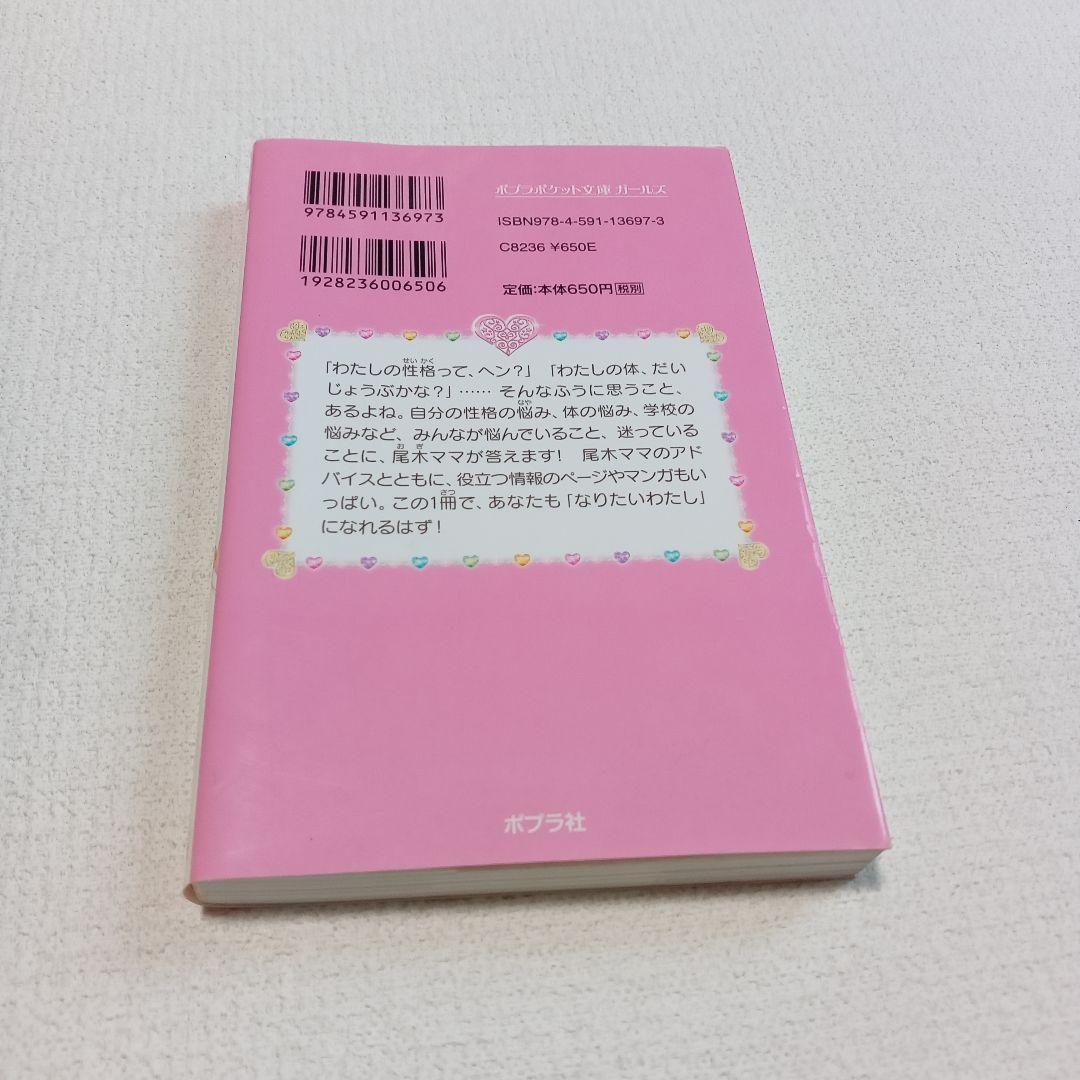 9784591136973
1928236006506
ポプラポケット文庫 ガールズ
ISBN978-4-591-13697-3
C8236 ¥650E
定価:本体650円 税別
「わたしの性格って、ヘン?」「わたしの体、だい
じょうぶかな?」…… そんなふうに思うこと、
あるよね。自分の性格の悩み、体の悩み、学校の
悩みなど、みんなが悩んでいること、迷っている
ことに、尾木ママが答えます! 尾木ママのアド
バイスとともに、役立つ情報のページやマンガもい
っぱい。この1冊で、あなたも「なりたいわたし」
になれるはず!
ポプラ社